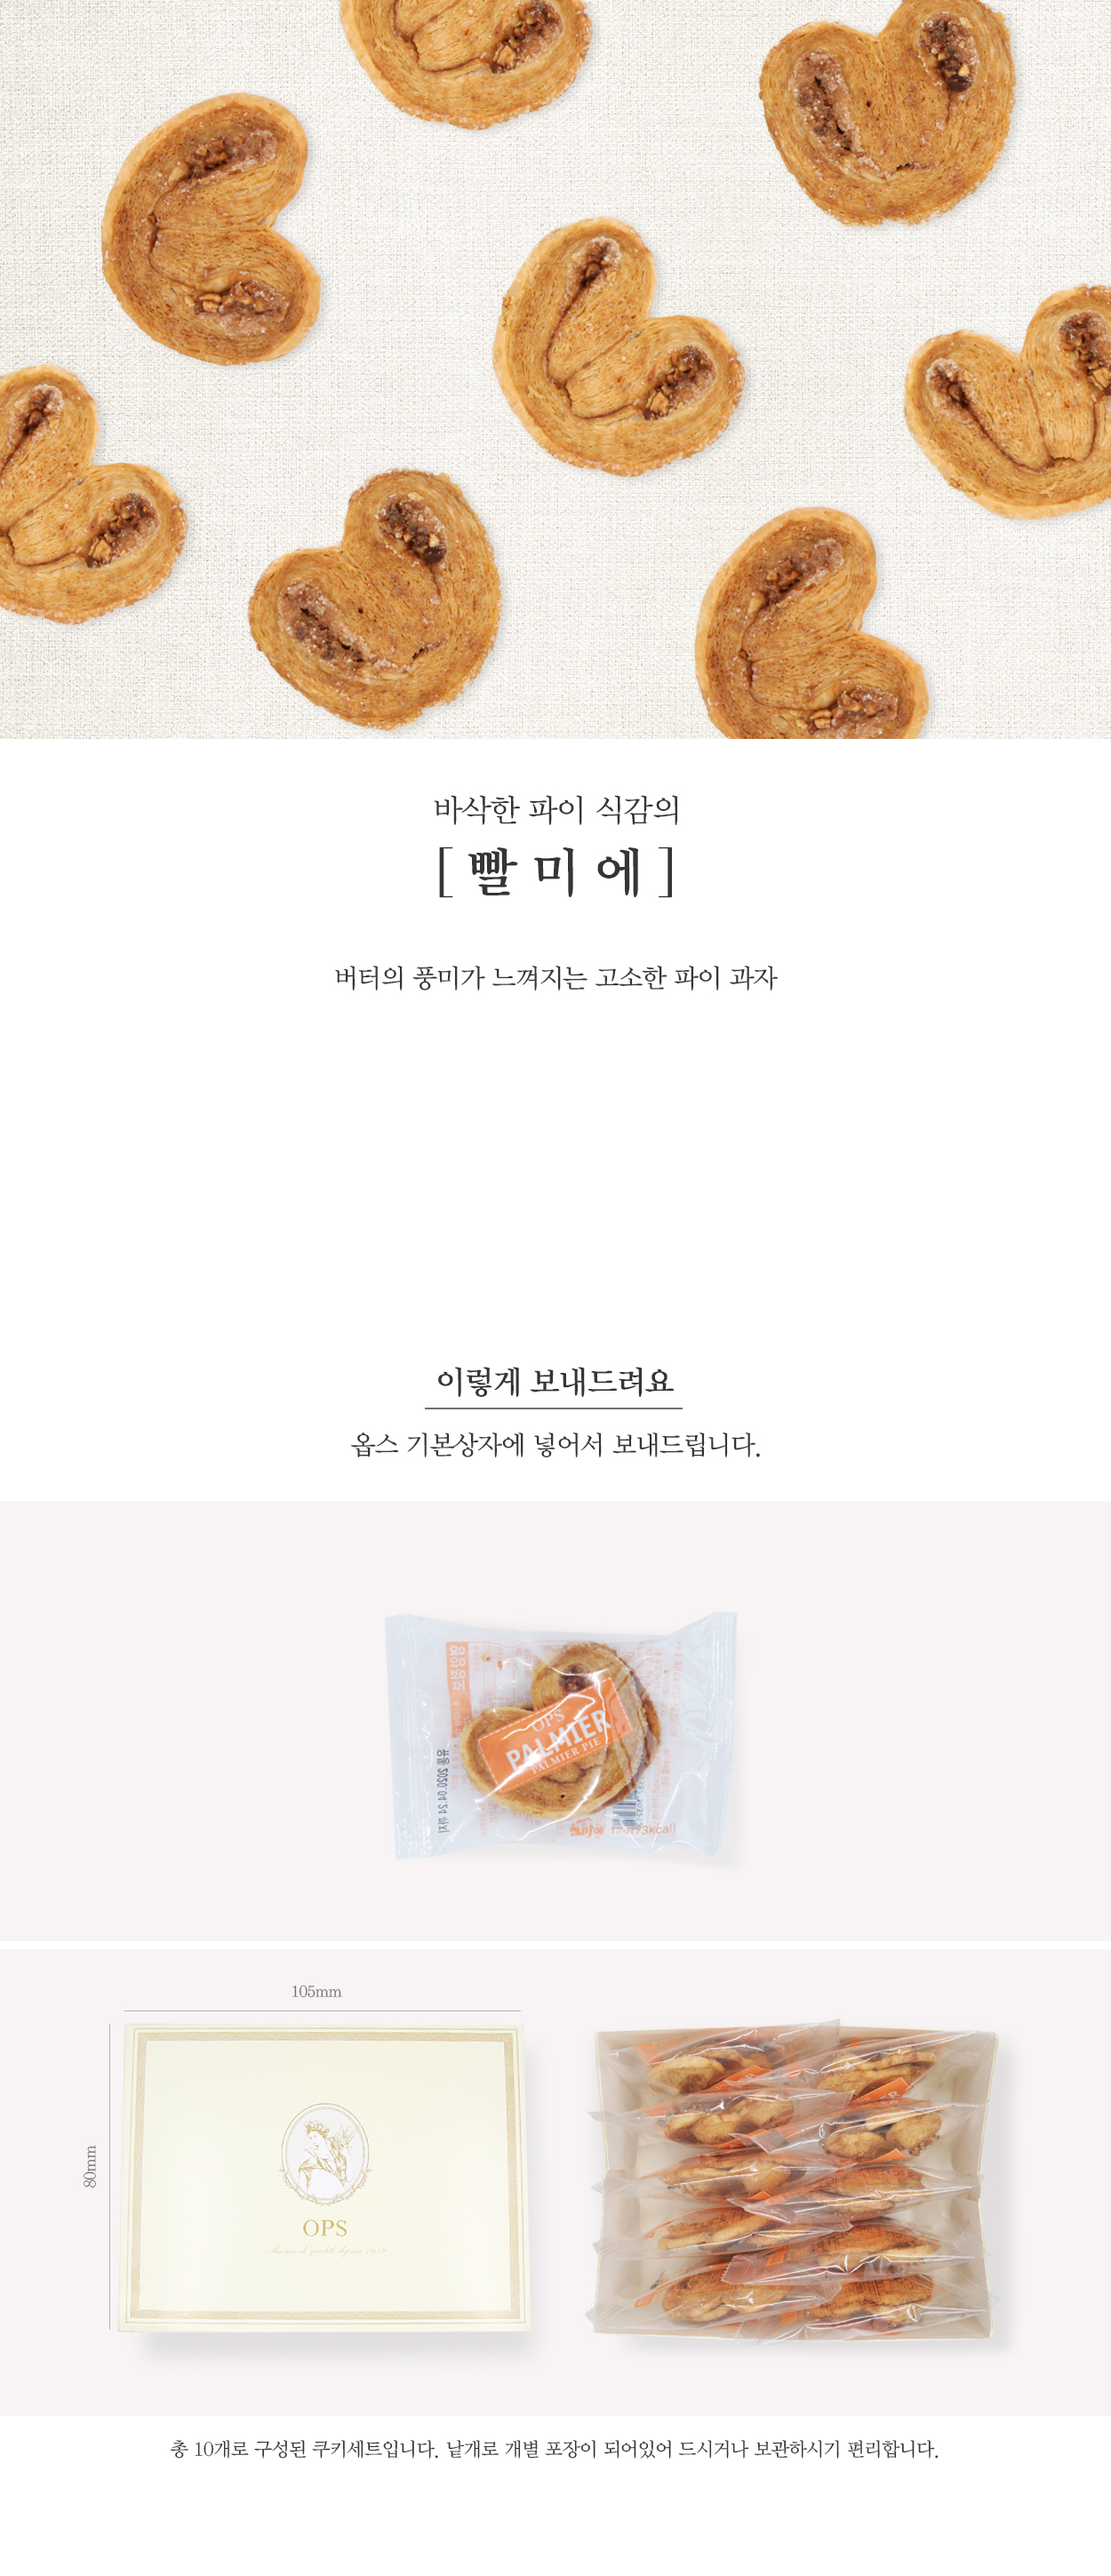 바삭한 파이 식감의
[ 빨 미 에 ]
버터의 풍미가 느껴지는 고소한 파이 과자
이렇게 보내드려요
옵스 기본상자에 넣어서 보내드립니다.
OPS
PALMIER
PALMIER PIE
105mm
80mm
OPS
총 10개로 구성된 쿠키세트입니다. 낱개로 개별 포장이 되어있어 드시거나 보관하시기 편리합니다.